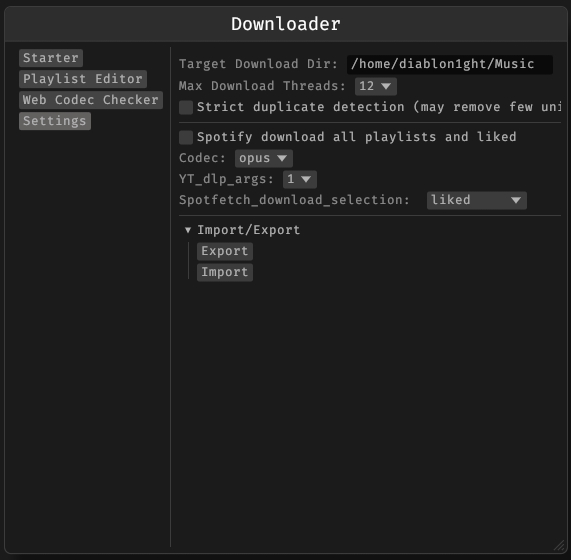 Downloader
Starter
Playlist Editor
Web Codec Checker
Settings
Target Download Dir: /home/diablon1ght/Music
Max Download Threads: 12
Strict duplicate detection (may remove few uni
Spotify download all playlists and liked
Codec: opus
YT_dlp_args: 1
Spotfetch_download_selection: liked
Import/Export
Export
Import